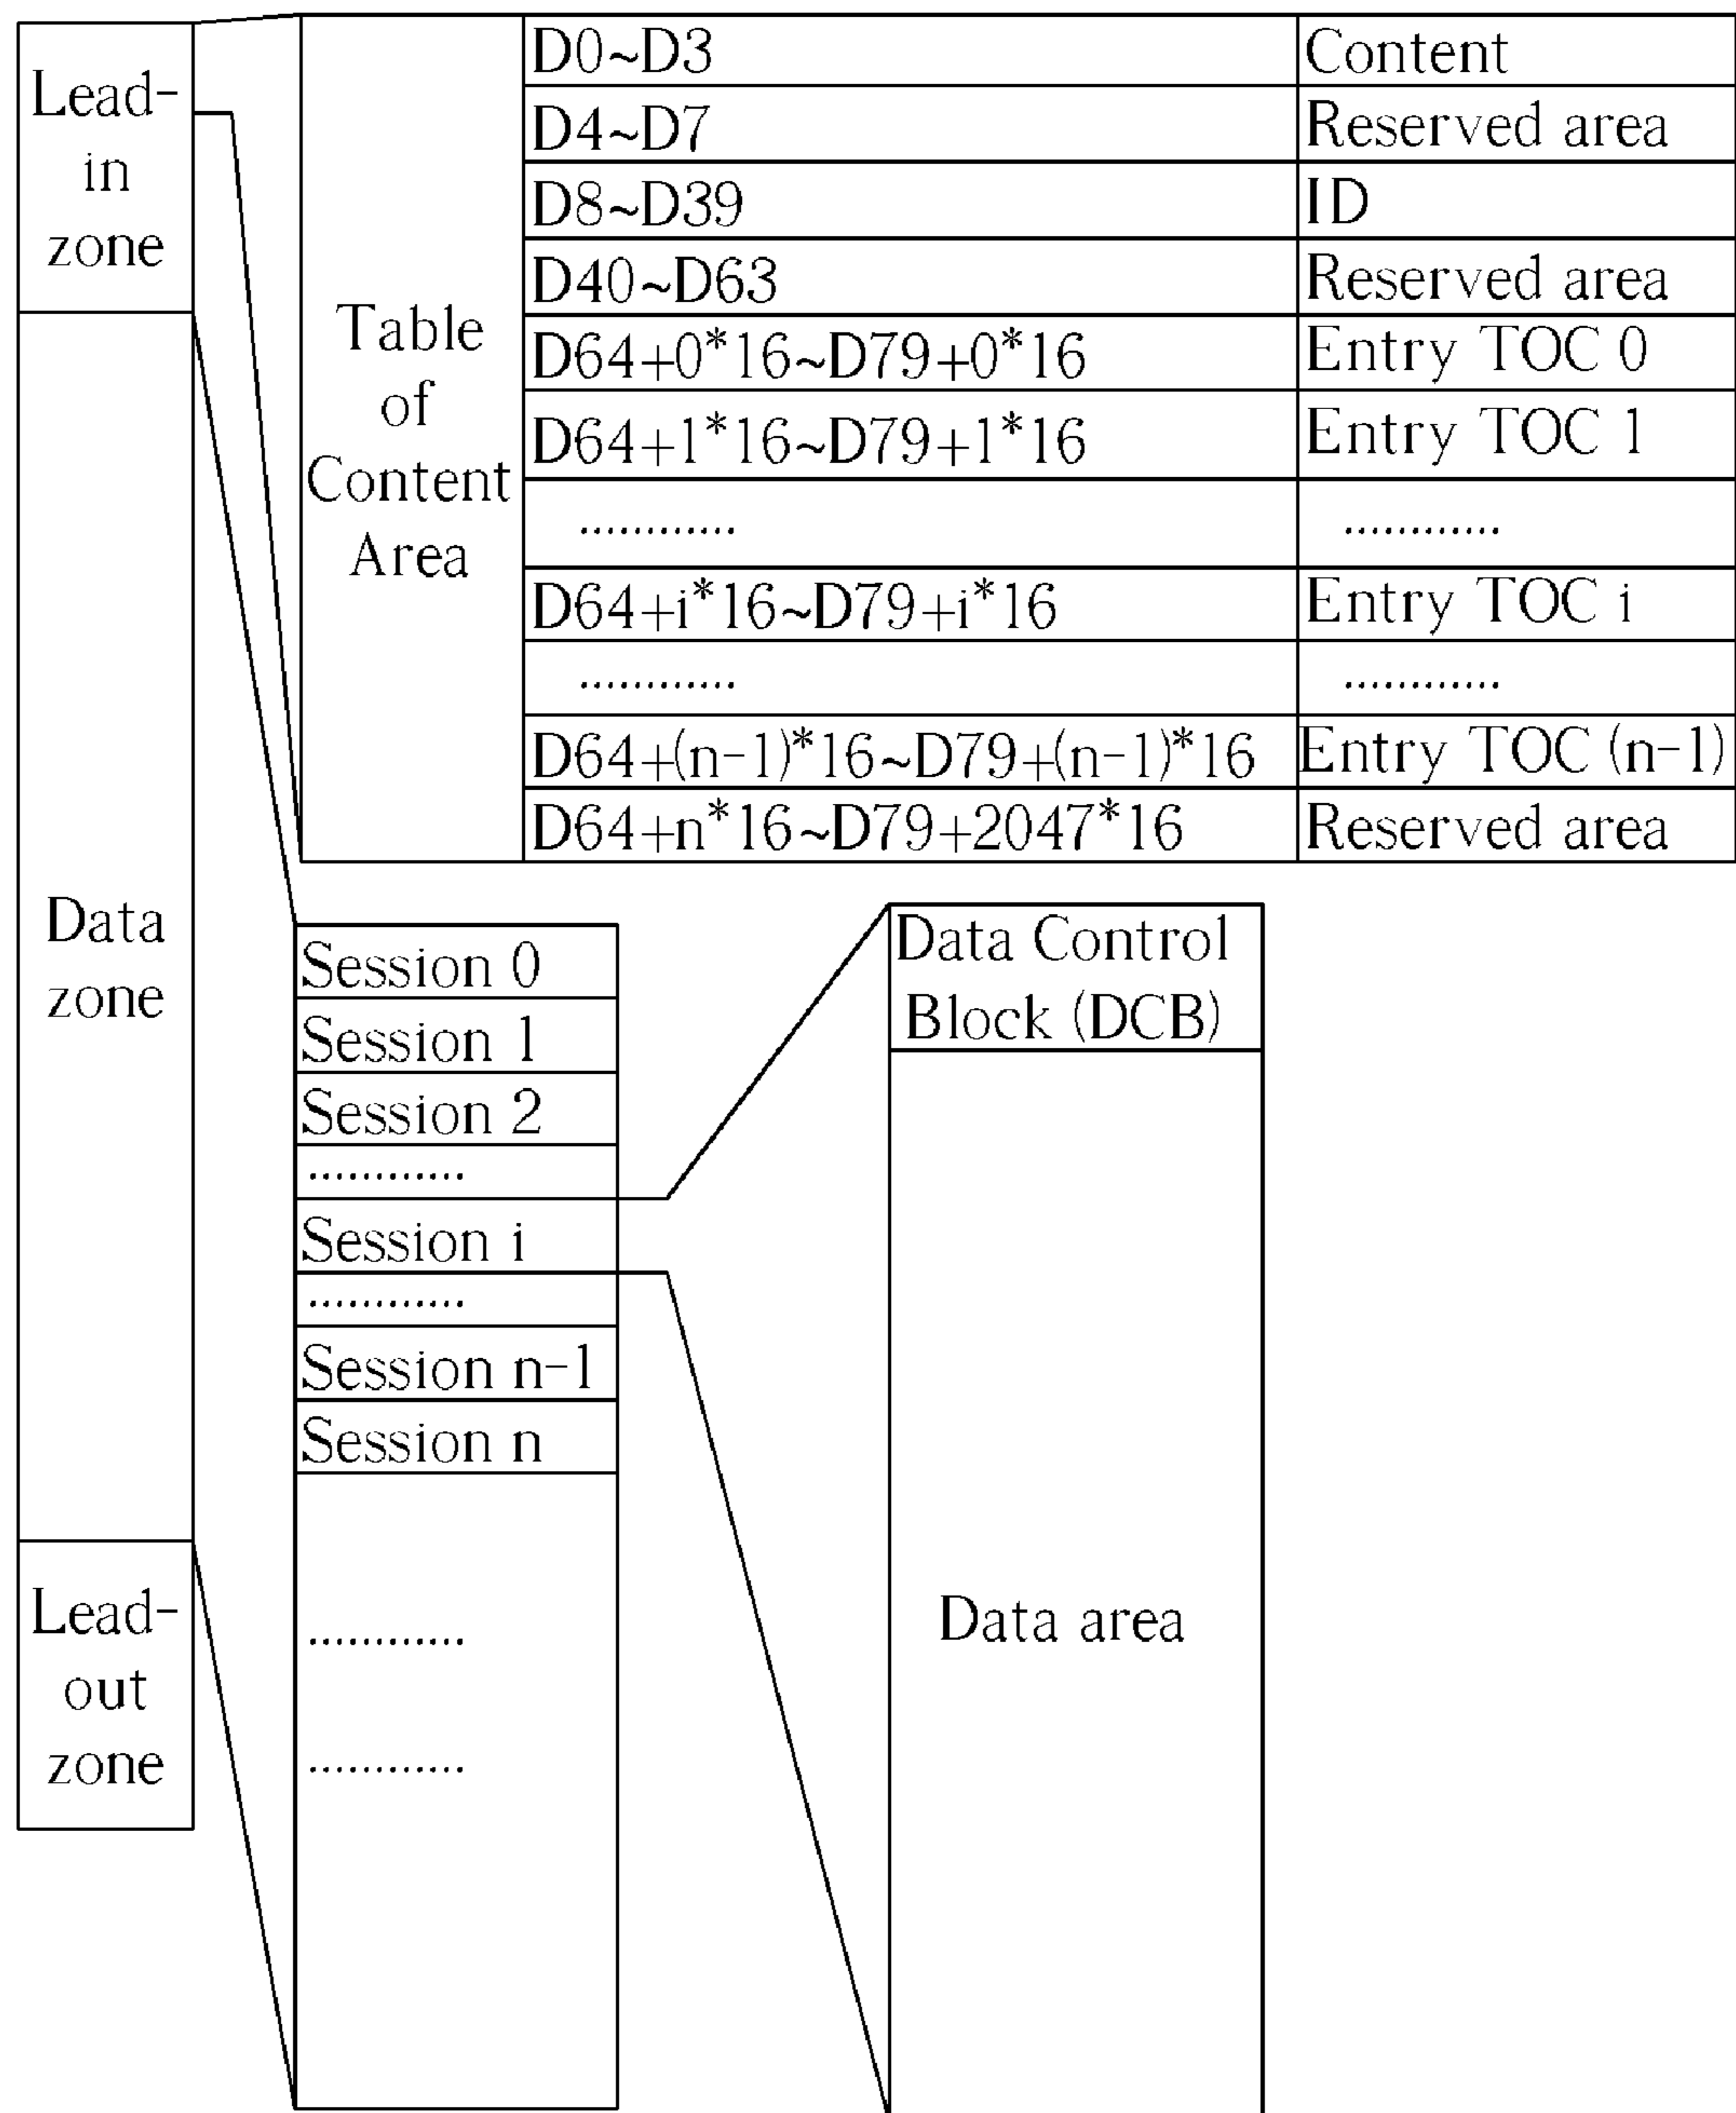 Lead-
in
zone
Data
zone
Lead-
out
zone
Table
of
Content
Area
D0~D3 Content
D4~D7 Reserved area
D8~D39 ID
D40~D63 Reserved area
D64+0*16~D79+0*16 Entry TOC 0
D64+1*16~D79+1*16 Entry TOC 1
............ ............
D64+i*16~D79+i*16 Entry TOC i
............ ............
D64+(n-1)*16~D79+(n-1)*16 Entry TOC (n-1)
D64+n*16~D79+2047*16 Reserved area
Session 0
Session 1
Session 2
............
Session i
............
Session n-1
Session n
............
............
Data Control
Block (DCB)
Data area